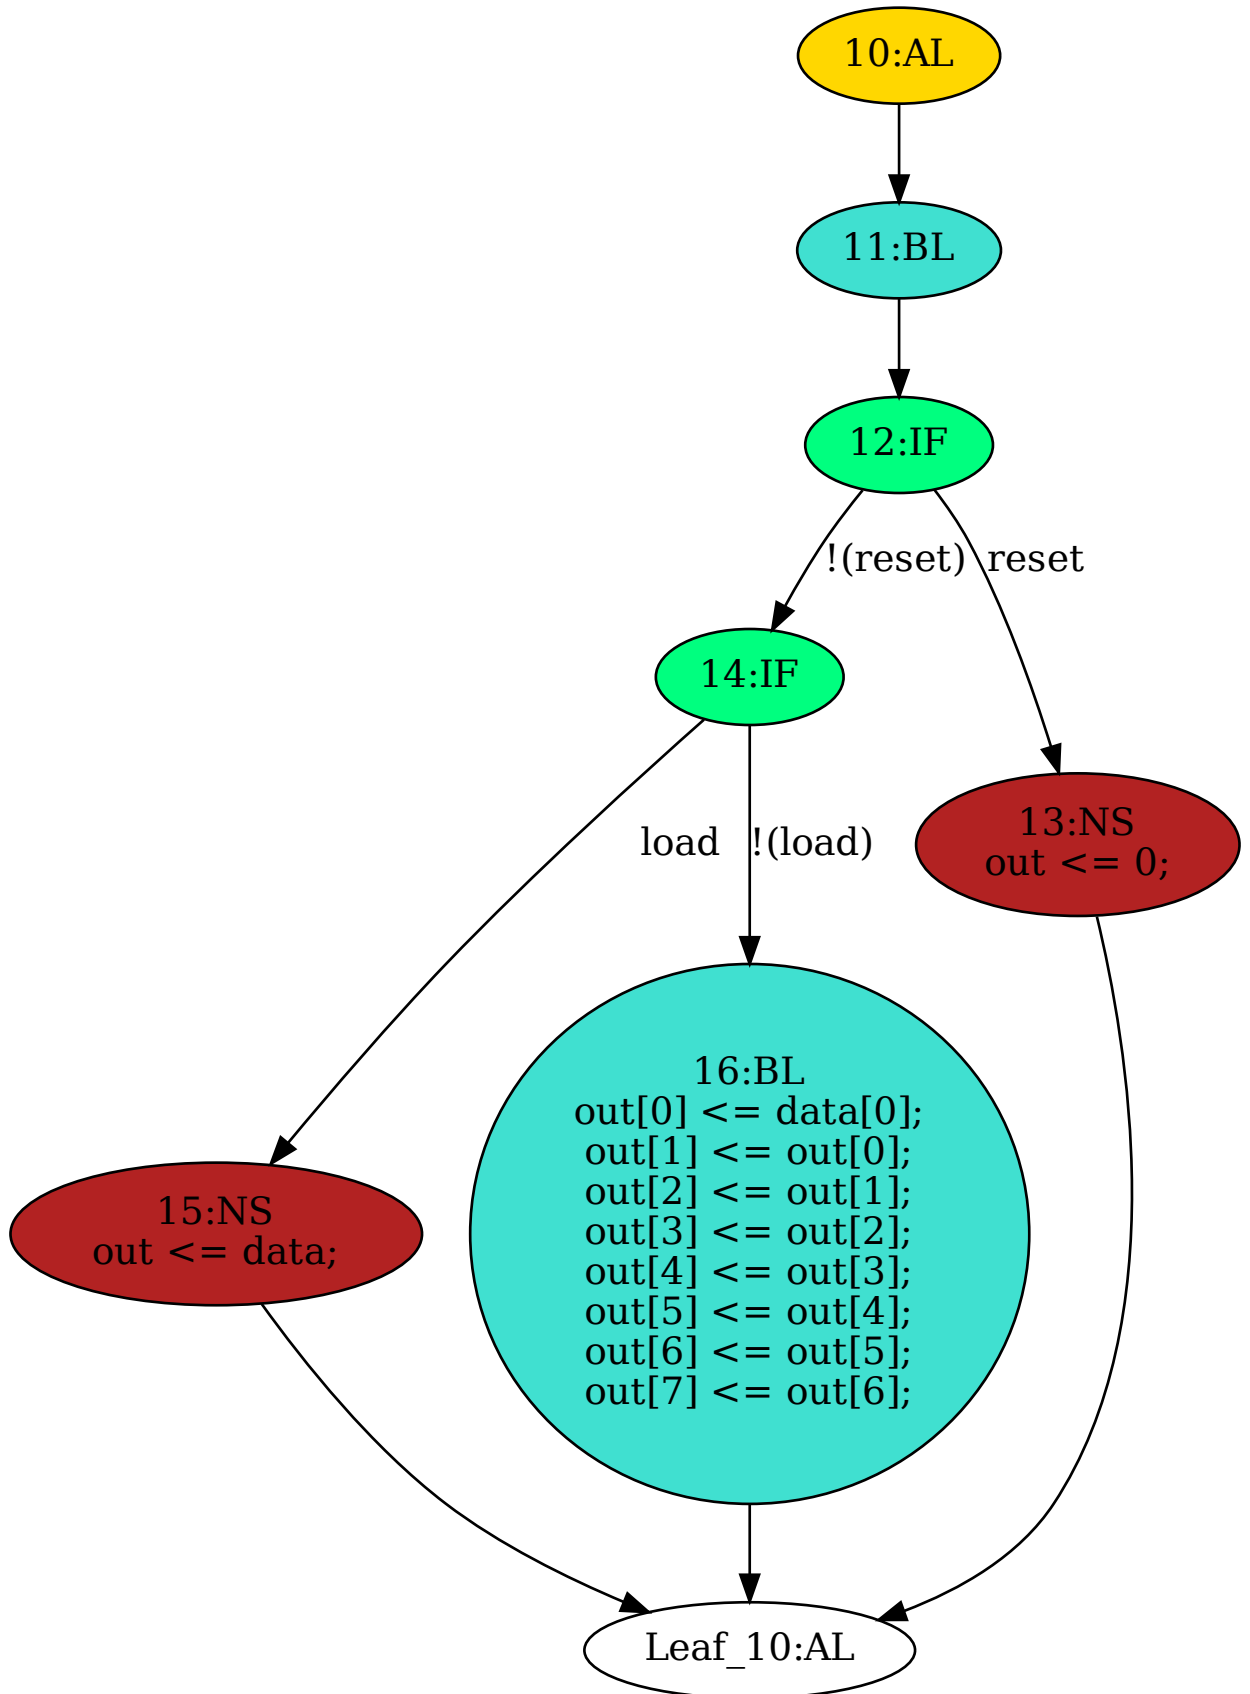 10:AL
11:BL
12:IF
!(reset)
reset
14:IF
load
!(load)
13:NS
out <= 0;
16:BL
out[0] <= data[0];
out[1] <= out[0];
out[2] <= out[1];
out[3] <= out[2];
out[4] <= out[3];
out[5] <= out[4];
out[6] <= out[5];
out[7] <= out[6];
15:NS
out <= data;
Leaf_10:AL